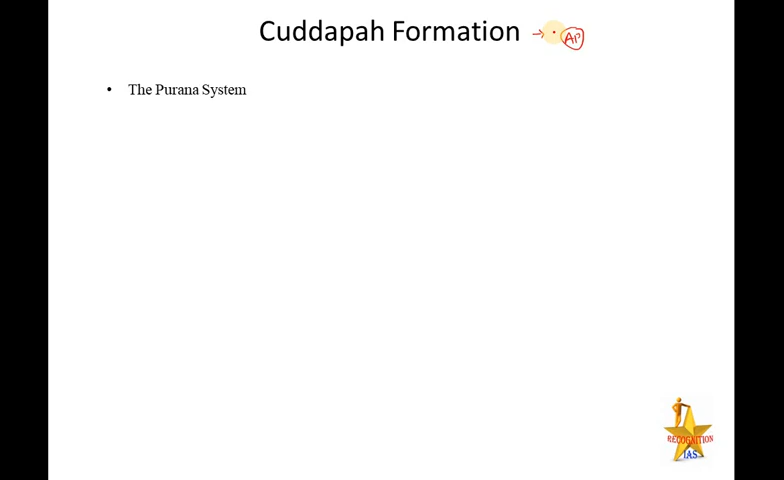 Cuddapah Formation → AP
• The Purana System
RECOGNITION
IAS